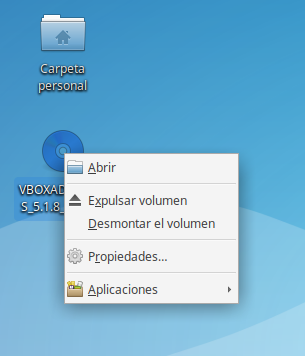 Carpeta
personal
VBOXAD
S_5.1.8_
Abrir
Expulsar volumen
Desmontar el volumen
Propiedades...
Aplicaciones